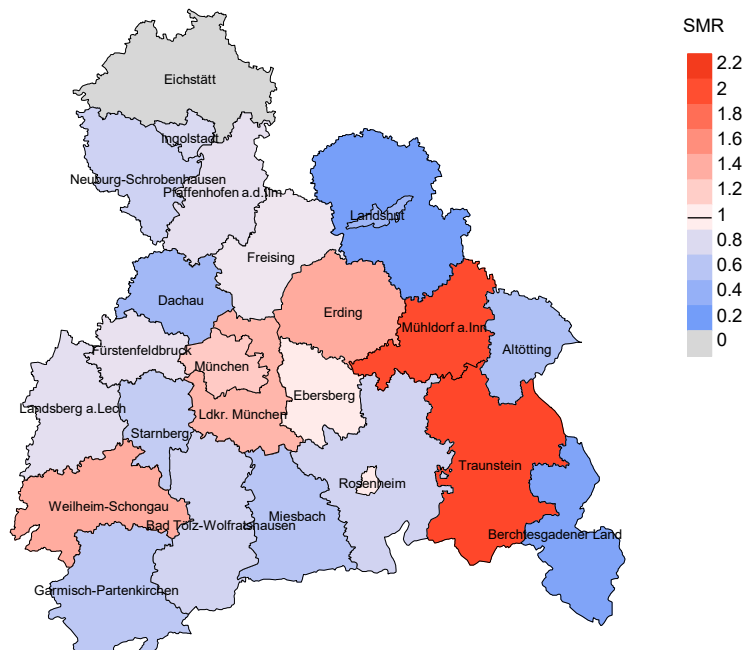 SMR
2.2
2
1.8
1.6
1.4
1.2
1
0.8
0.6
0.4
0.2
0
Eichstätt
Ingolstadt
Neuburg-Schrobenhausen
Pfaffenhofen a.d.Ilm
Landshut
Freising
Dachau
Erding
Mühldorf a.Inn
Altötting
Fürstenfeldbruck
München
Ebersberg
Landsberg a.Lech
Ldkr. München
Starnberg
Traunstein
Rosenheim
Weilheim-Schongau
Miesbach
Bad Tölz-Wolfratshausen
Berchtesgadener Land
Garmisch-Partenkirchen